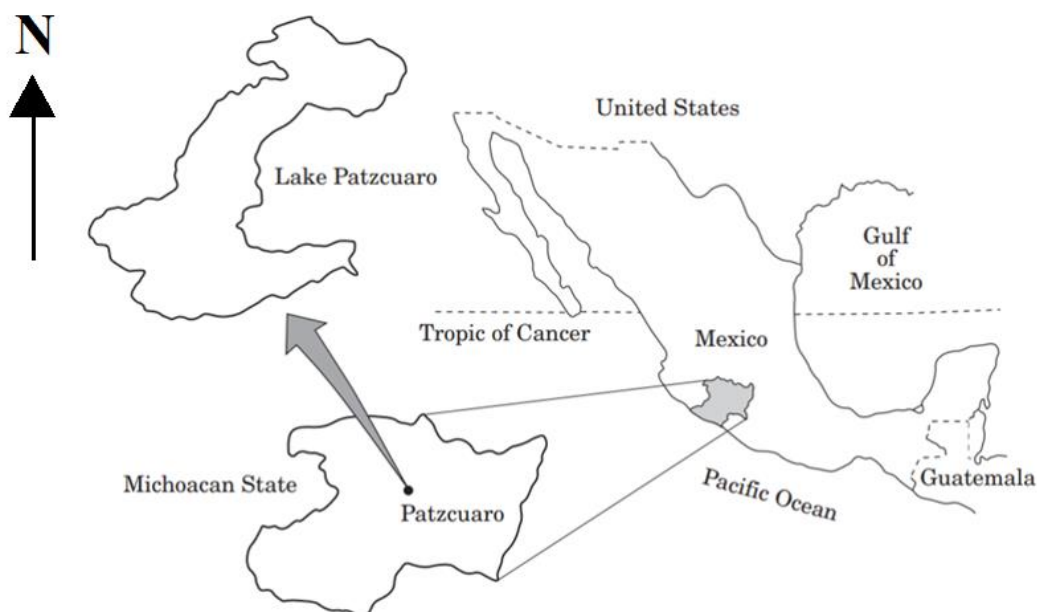 N
United States
Lake Patzcuaro
Gulf
of
Mexico
Tropic of Cancer
Mexico
Michoacan State
Patzcuaro
Pacific Ocean
Guatemala